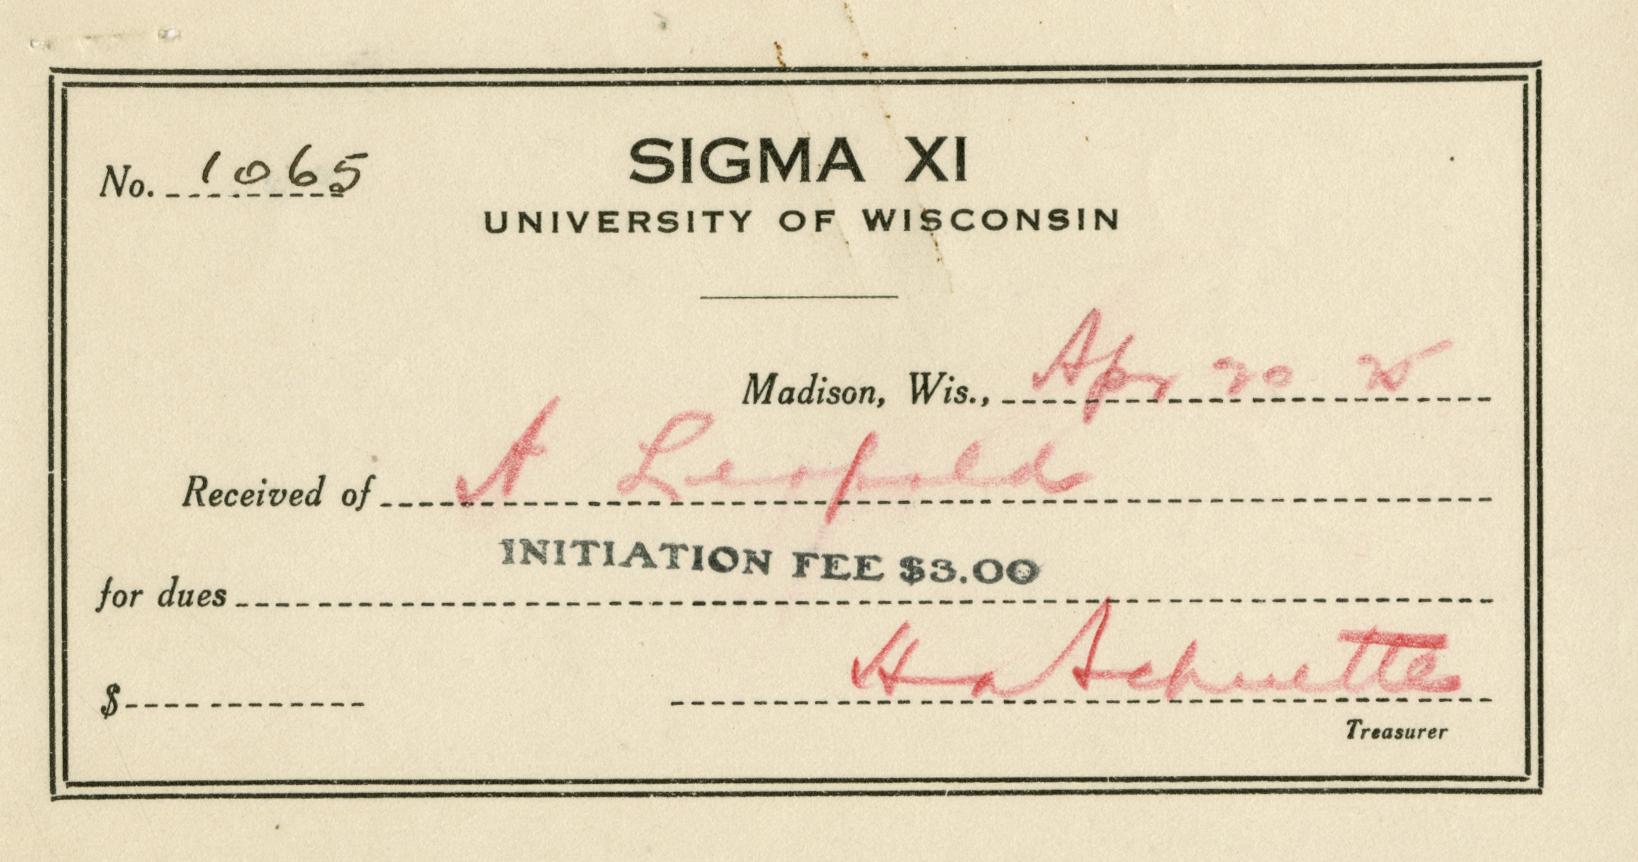 No. 1065
SIGMA XI
UNIVERSITY OF WISCONSIN
Madison, Wis., Apr 20 25
Received of A Leopold
INITIATION FEE $3.00
for dues
$ H A Schuette
Treasurer